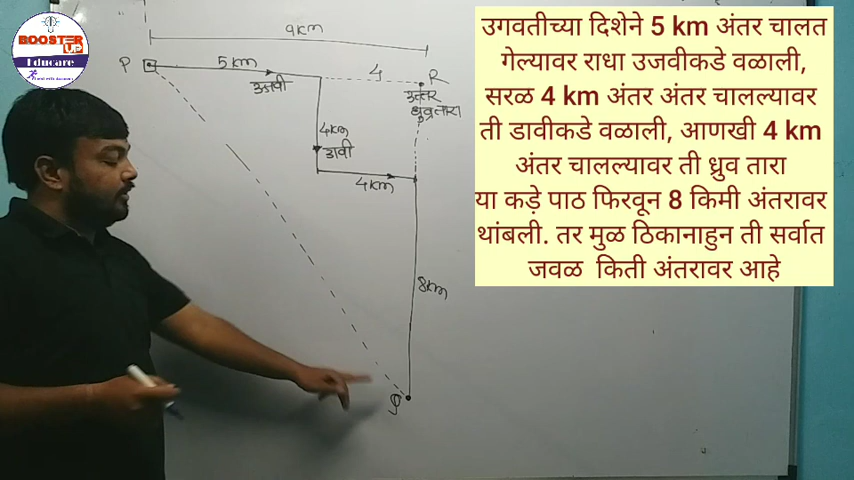 BOOSTER
UP
Educare
9km
P
5 km
4
R
उजवी
उत्तर
ध्रुवतारा
4km
डावी
4km
8km
उगवतीच्या दिशेने 5 km अंतर चालत
गेल्यावर राधा उजवीकडे वळाली,
सरळ 4 km अंतर अंतर चालल्यावर
ती डावीकडे वळाली, आणखी 4 km
अंतर चालल्यावर ती ध्रुव तारा
या कडे़ पाठ फिरवून 8 किमी अंतरावर
थांबली. तर मुळ ठिकानाहुन ती सर्वात
जवळ किती अंतरावर आहे